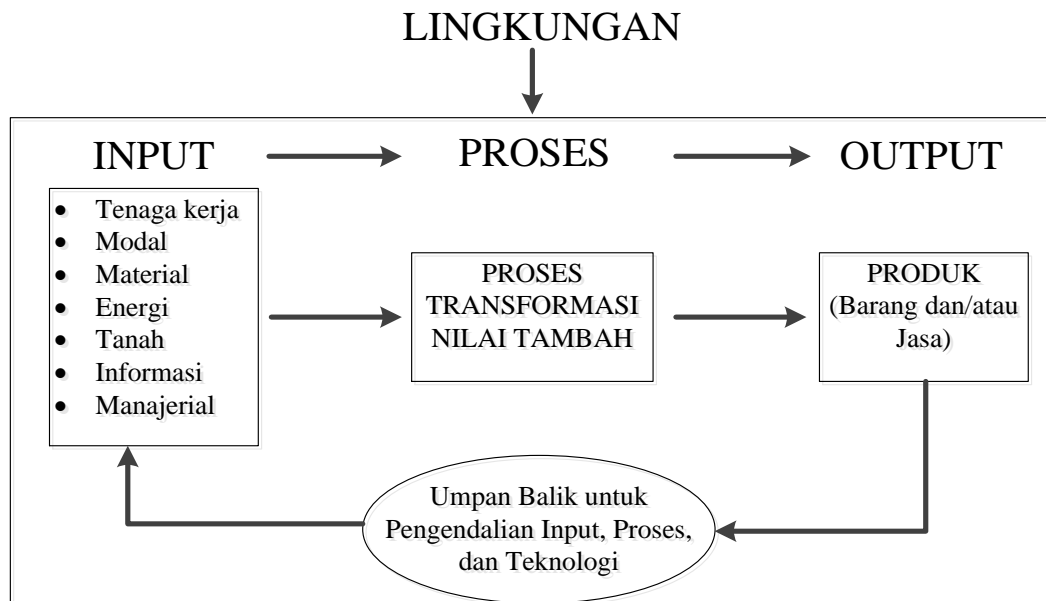 LINGKUNGAN
INPUT
PROSES
OUTPUT
• Tenaga kerja
• Modal
• Material
• Energi
• Tanah
• Informasi
• Manajerial
PROSES
TRANSFORMASI
NILAI TAMBAH
PRODUK
(Barang dan/atau
Jasa)
Umpan Balik untuk
Pengendalian Input, Proses,
dan Teknologi